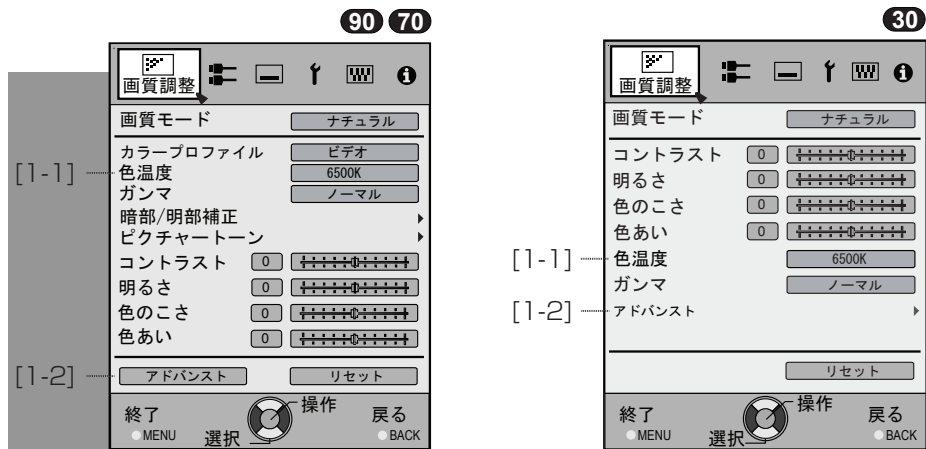 90 70
画質調整
画質モード ナチュラル
カラープロファイル ビデオ
[1-1] 色温度 6500K
ガンマ ノーマル
暗部/明部補正
ピクチャートーン
コントラスト 0
明るさ 0
色のこさ 0
色あい 0
[1-2] アドバンスト リセット
終了 操作 戻る
MENU 選択 BACK
30
画質調整
画質モード ナチュラル
コントラスト 0
明るさ 0
色のこさ 0
色あい 0
[1-1] 色温度 6500K
ガンマ ノーマル
[1-2] アドバンスト
リセット
終了 操作 戻る
MENU 選択 BACK